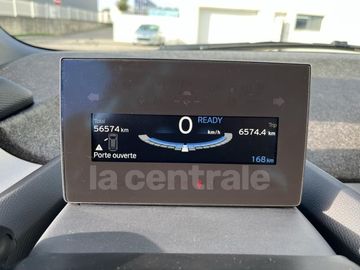 READY
Total
56574 km
0
km/h
Trip
6574.4 km
Porte ouverte
168 km
la centrale